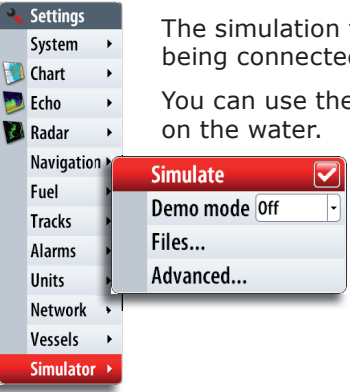 Settings
System
Chart
Echo
Radar
Navigation
Fuel
Tracks
Alarms
Units
Network
Vessels
Simulator
The simulation
being connected
You can use the
on the water.
Simulate
Demo mode Off
Files...
Advanced...